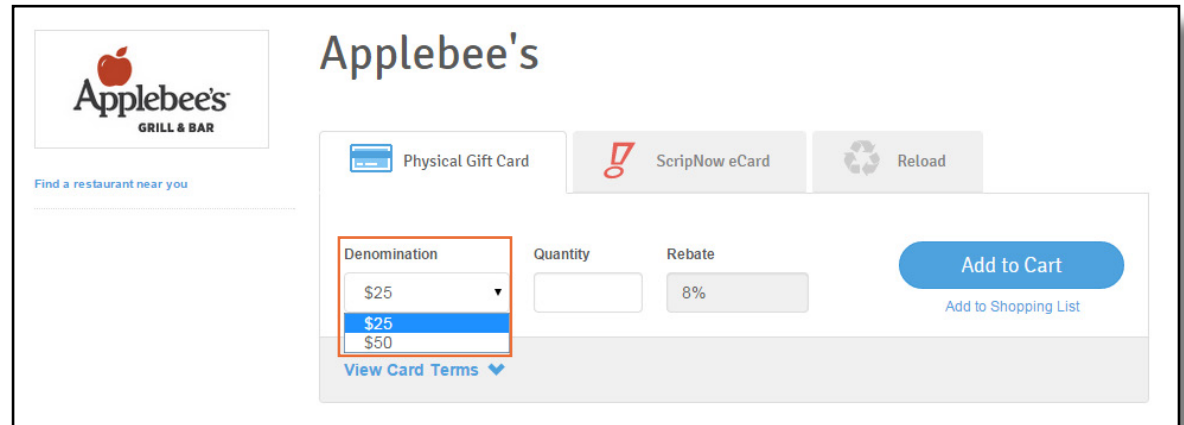 Applebee's
GRILL & BAR
Find a restaurant near you
Applebee's
Physical Gift Card
ScripNow eCard
Reload
Denomination
Quantity
Rebate
$25
8%
Add to Cart
$25
$50
Add to Shopping List
View Card Terms